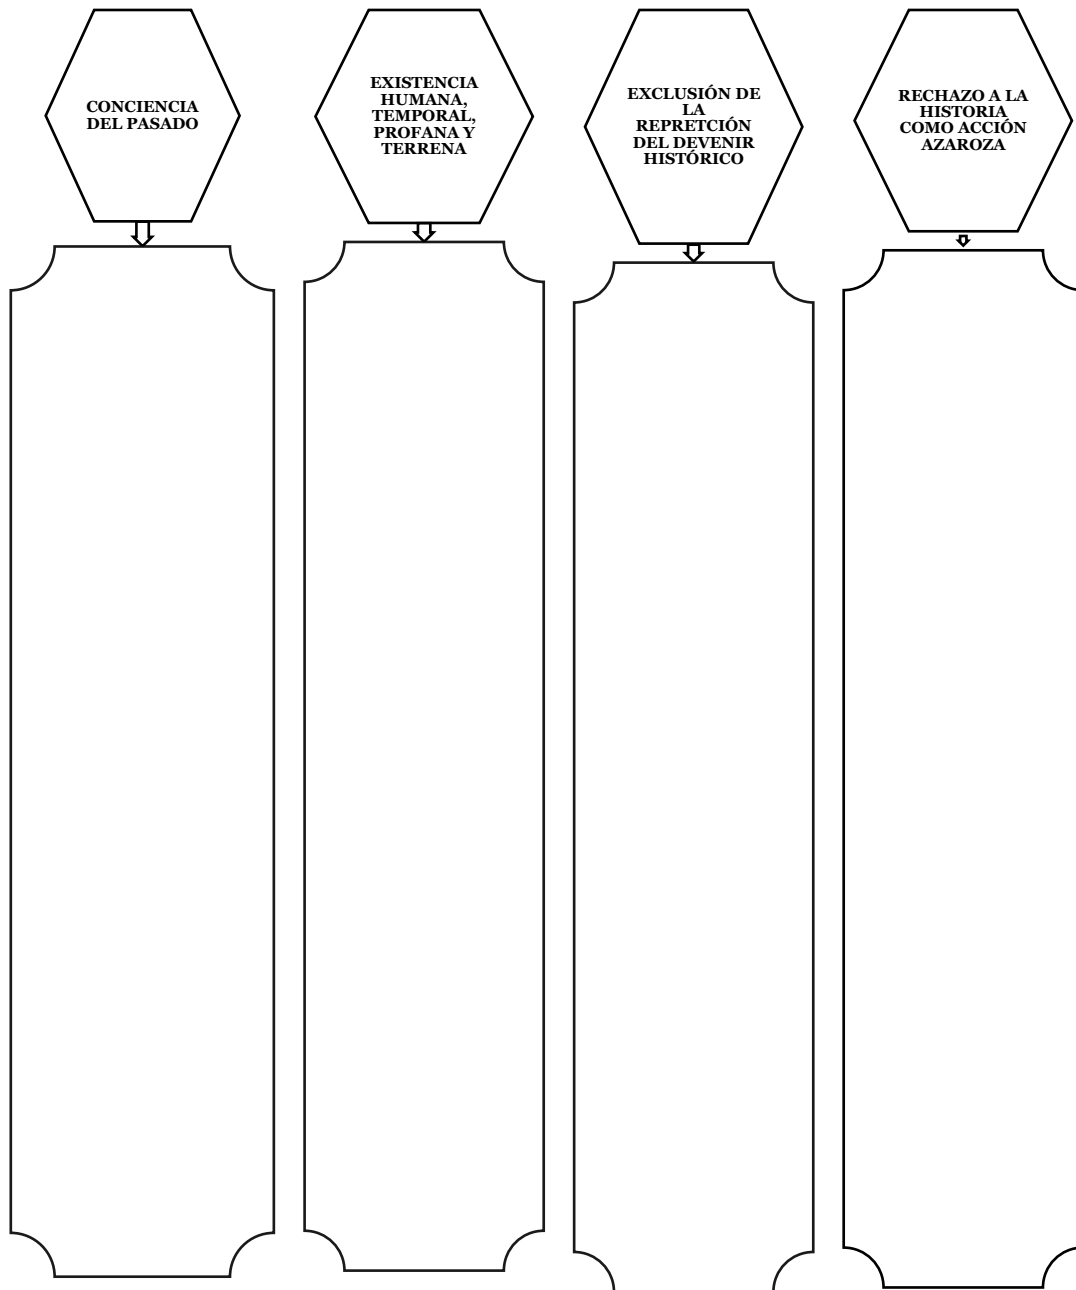 CONCIENCIA
DEL PASADO
EXISTENCIA
HUMANA,
TEMPORAL,
PROFANA Y
TERRENA
EXCLUSIÓN DE
LA
REPRETCIÓN
DEL DEVENIR
HISTÓRICO
RECHAZO A LA
HISTORIA
COMO ACCIÓN
AZAROZA